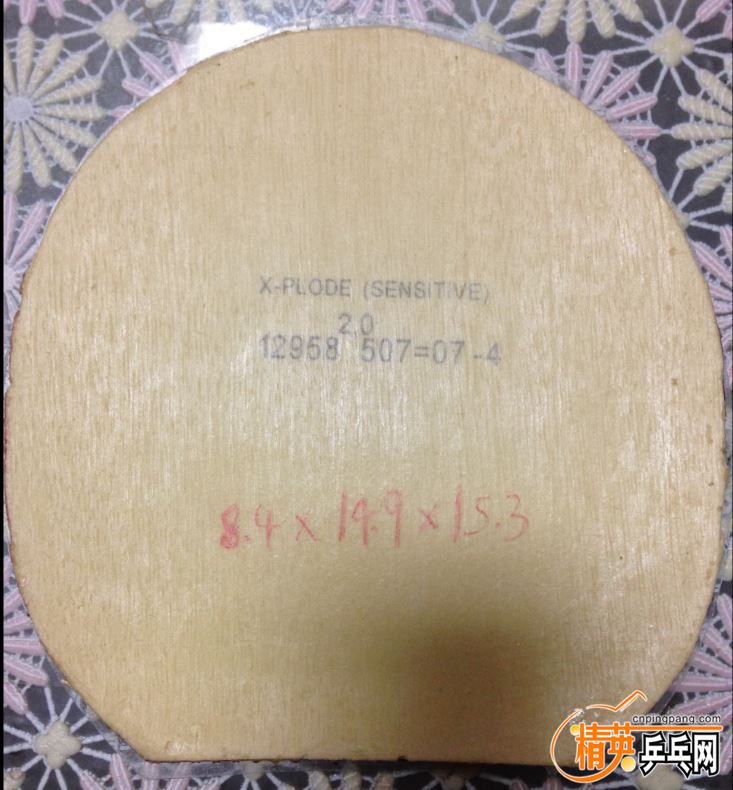 X-PLODE (SENSITIVE)
2.0
12958 507=07-4
8.4 x 14.9 x 15.3
cnpingpang.com
精英乒乓网